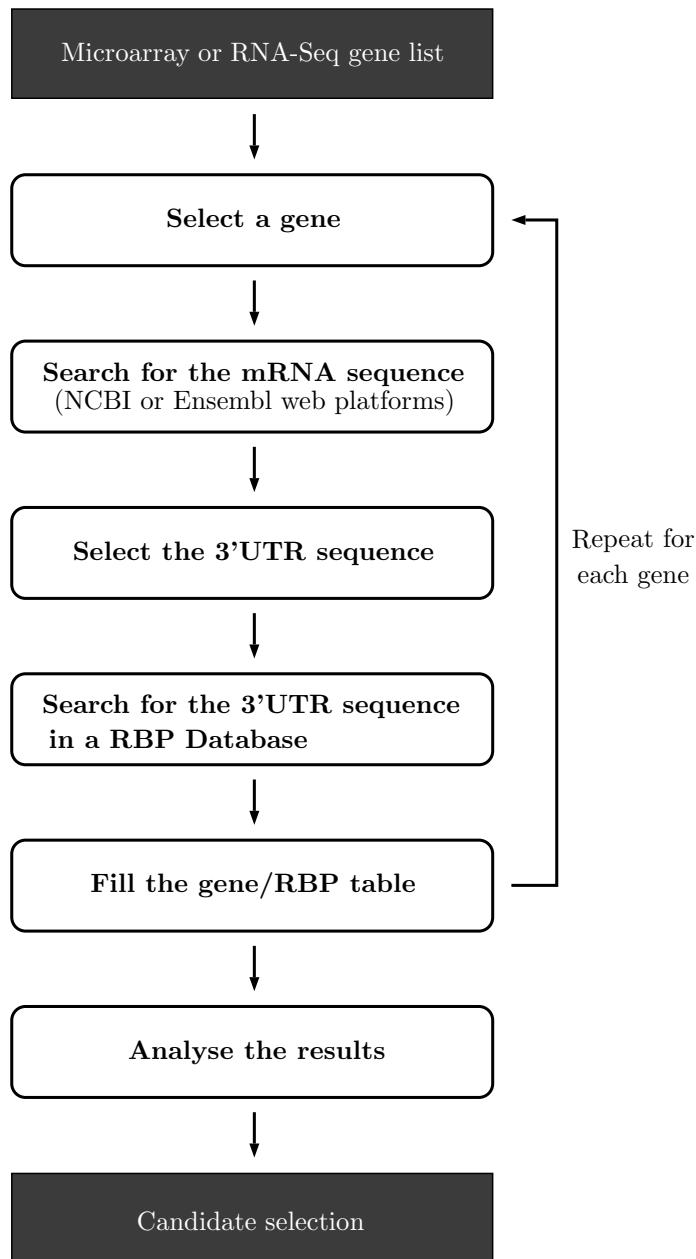 Microarray or RNA-Seq gene list
Select a gene
Search for the mRNA sequence
(NCBI or Ensembl web platforms)
Select the 3'UTR sequence
Repeat for
each gene
Search for the 3'UTR sequence
in a RBP Database
Fill the gene/RBP table
Analyse the results
Candidate selection